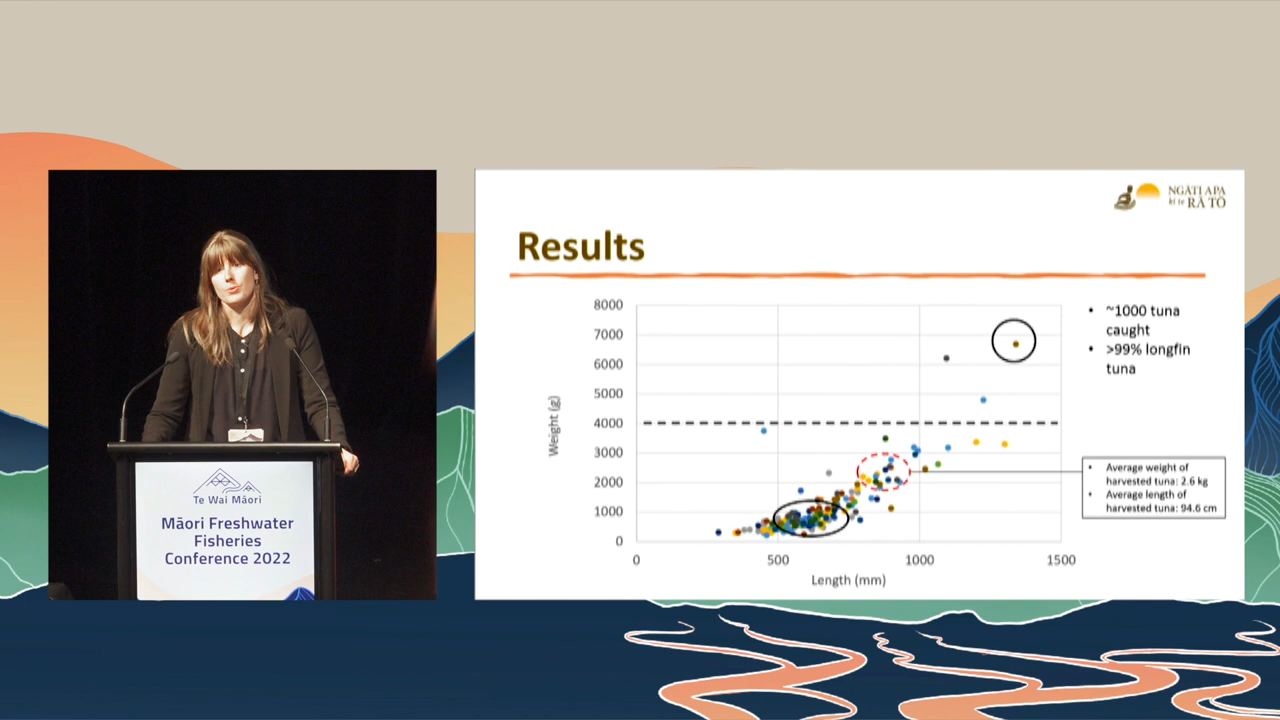 NGĀTI APA
ki te RĀ TŌ
Results
8000
7000
6000
5000
4000
3000
2000
1000
0
Weight (g)
0
500
1000
1500
Length (mm)
• ~1000 tuna
caught
• >99% longfin
tuna
• Average weight of
harvested tuna: 2.6 kg
• Average length of
harvested tuna: 94.6 cm
Te Wai Māori
Māori Freshwater
Fisheries
Conference 2022